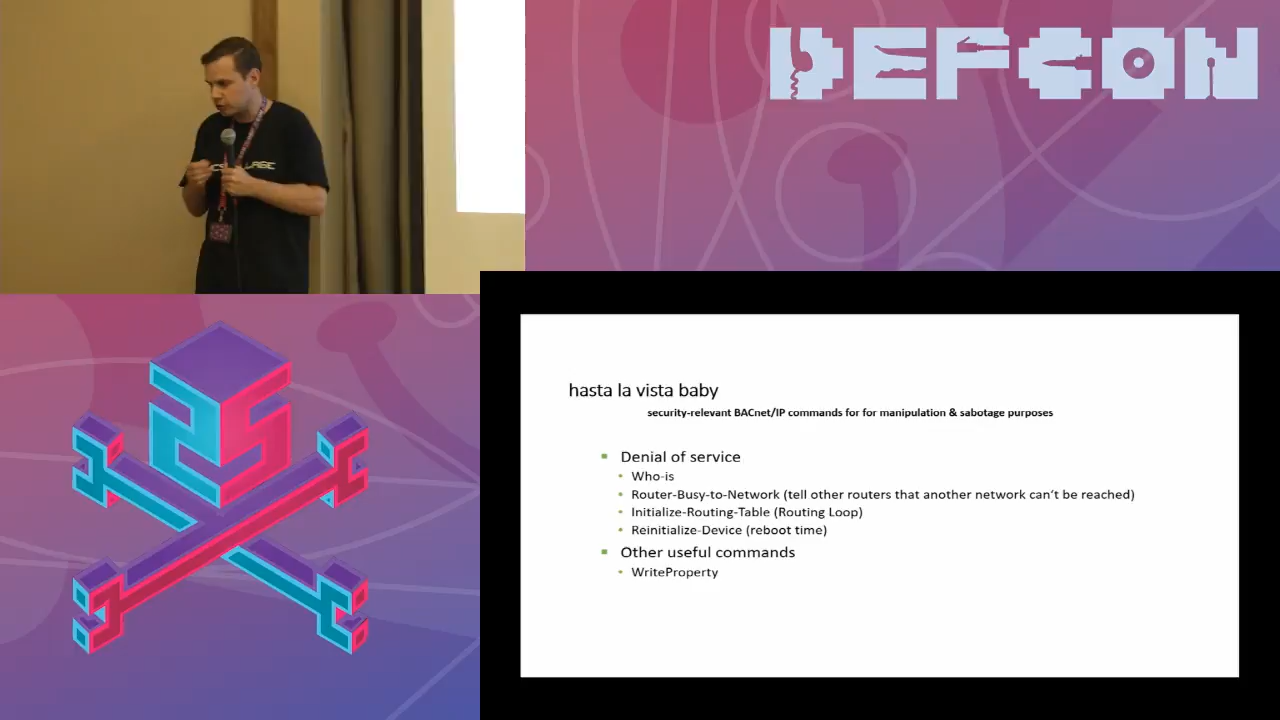 DEFCON
hasta la vista baby
security-relevant BACnet/IP commands for for manipulation & sabotage purposes
Denial of service
Who-is
Router-Busy-to-Network (tell other routers that another network can't be reached)
Initialize-Routing-Table (Routing Loop)
Reinitialize-Device (reboot time)
Other useful commands
WriteProperty